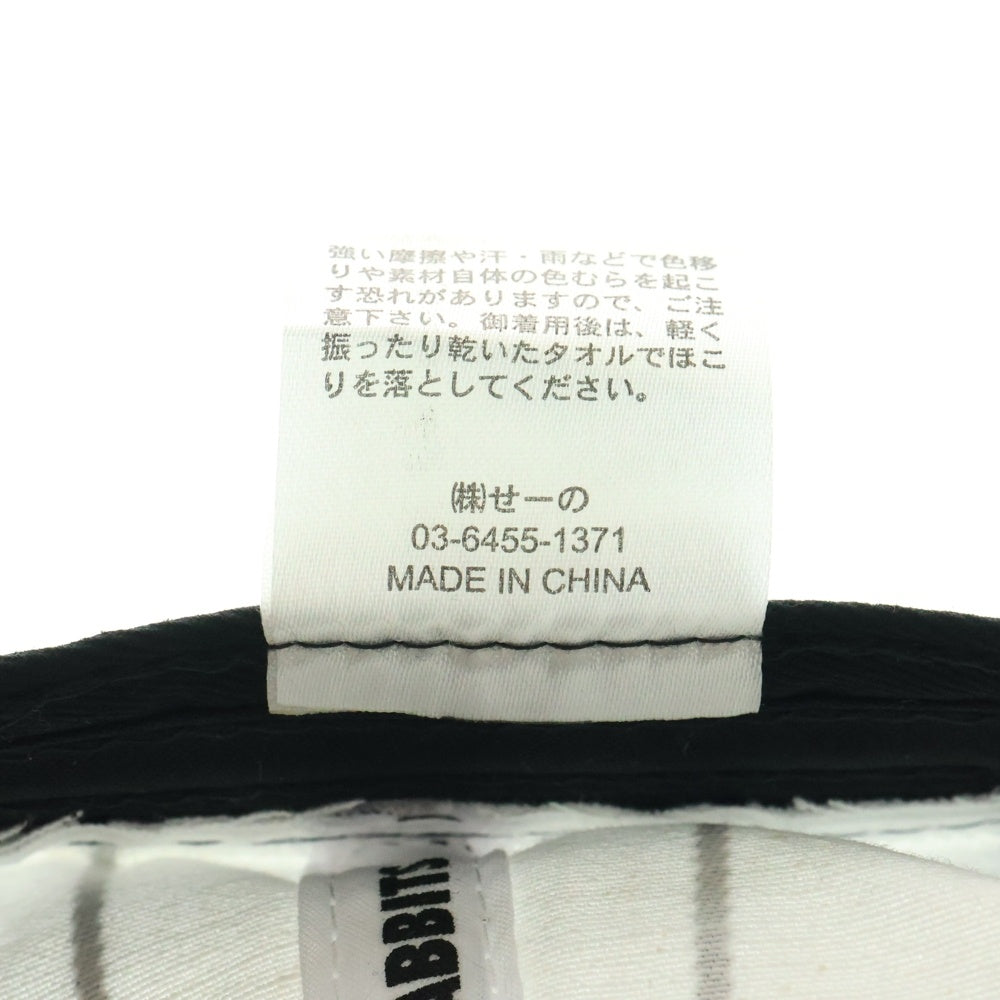 強い摩擦や汗・雨などで色移
りや素材自体の色むらを起こ
す恐れがありますので、ご注
意下さい。御着用後は、軽く
振ったり乾いたタオルでほこ
りを落としてください。
㈱せーの
03-6455-1371
MADE IN CHINA
ABBITS